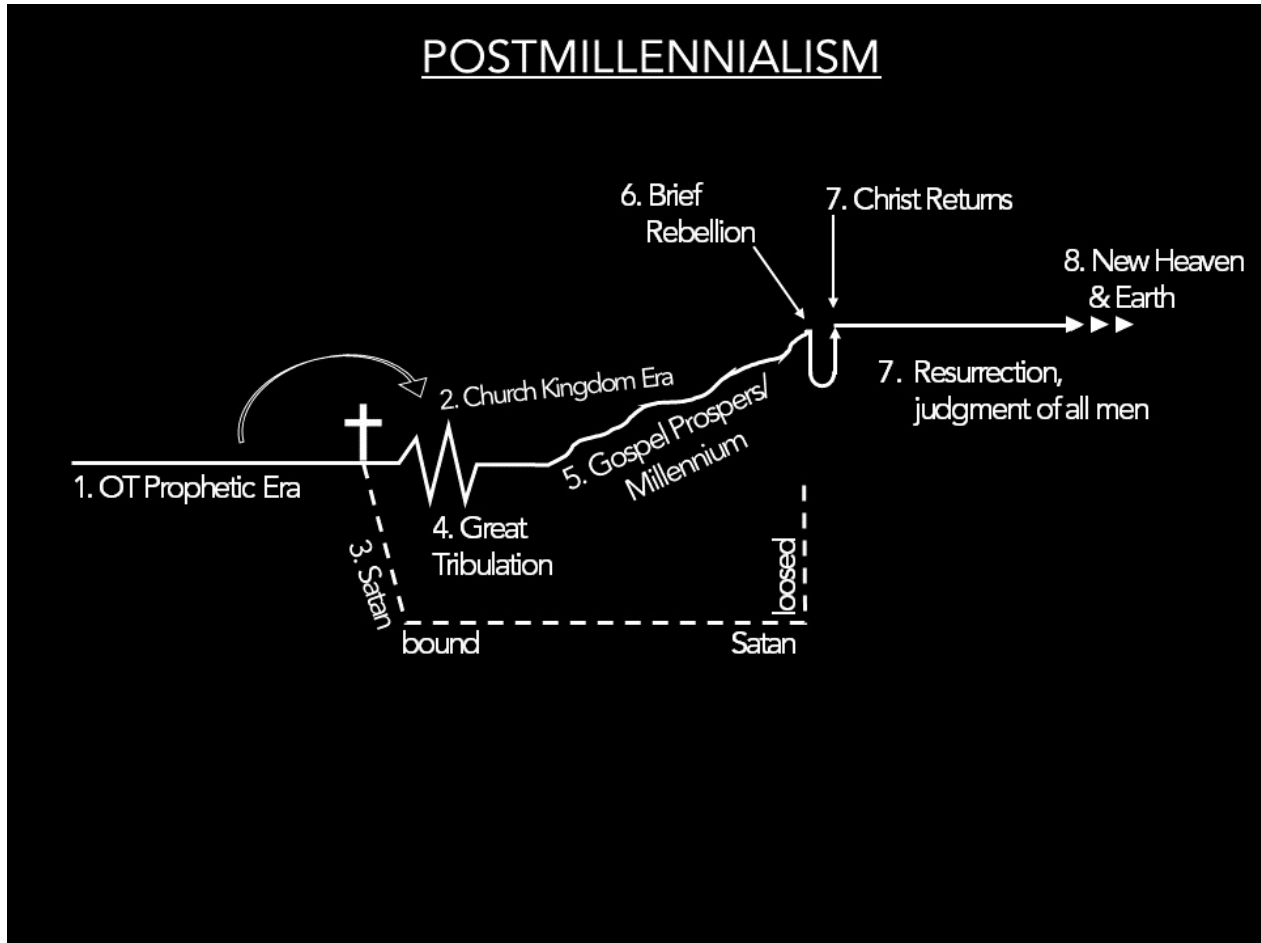 POSTMILLENNIALISM
6. Brief
Rebellion
7. Christ Returns
8. New Heaven
& Earth
2. Church Kingdom Era
7. Resurrection,
judgment of all men
5. Gospel Prospers/
Millennium
1. OT Prophetic Era
4. Great
Tribulation
3. Satan
bound
Satan
loosed